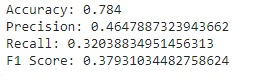 Accuracy: 0.784
Precision: 0.4647887323943662
Recall: 0.32038834951456313
F1 Score: 0.37931034482758624